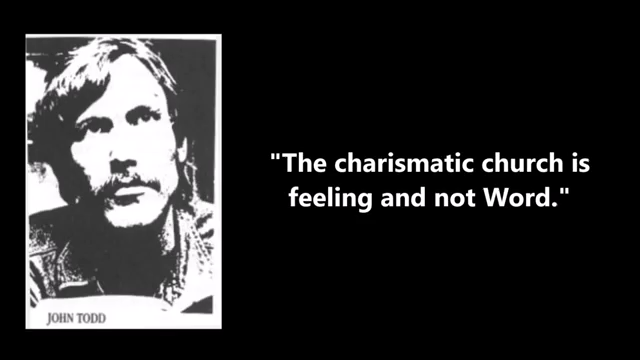 "The charismatic church is
feeling and not Word."
JOHN TODD